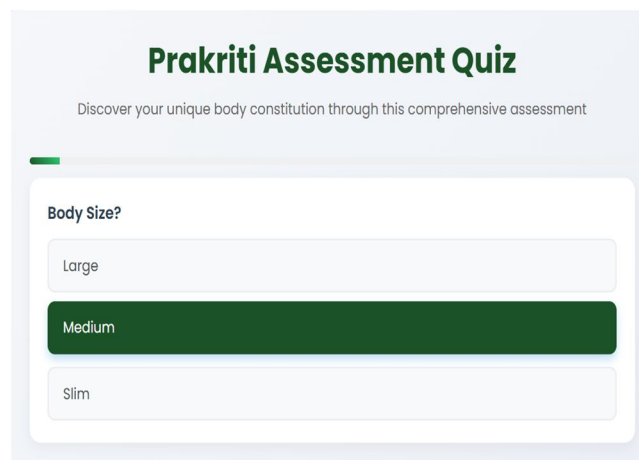 Prakriti Assessment Quiz
Discover your unique body constitution through this comprehensive assessment
Body Size?
Large
Medium
Slim